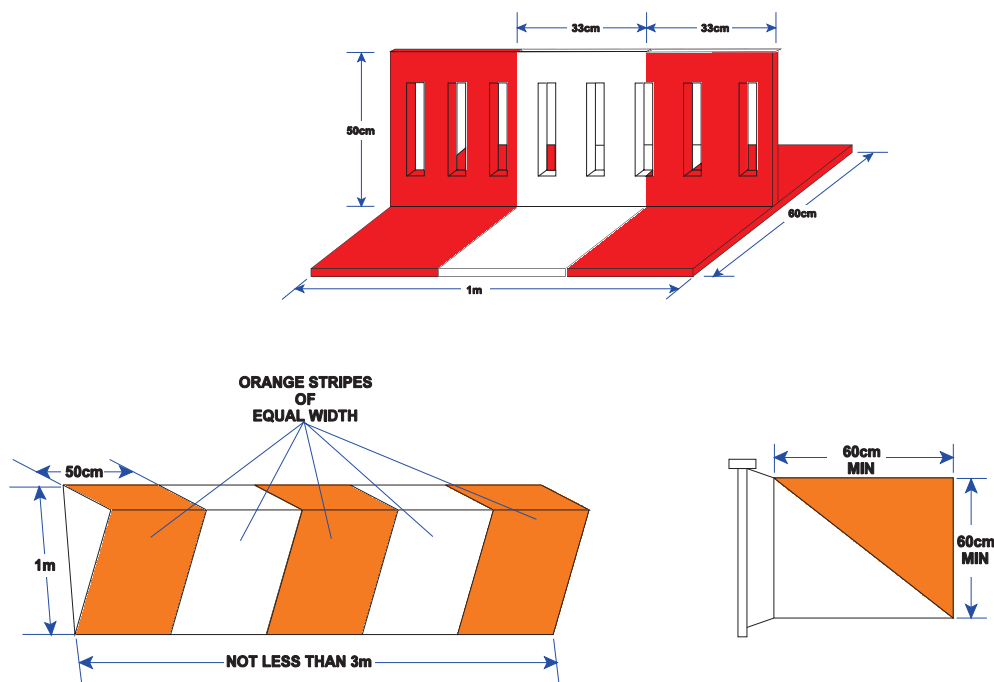 33cm
33cm
50cm
60cm
1m
ORANGE STRIPES
OF
EQUAL WIDTH
50cm
1m
NOT LESS THAN 3m
60cm
MIN
60cm
MIN